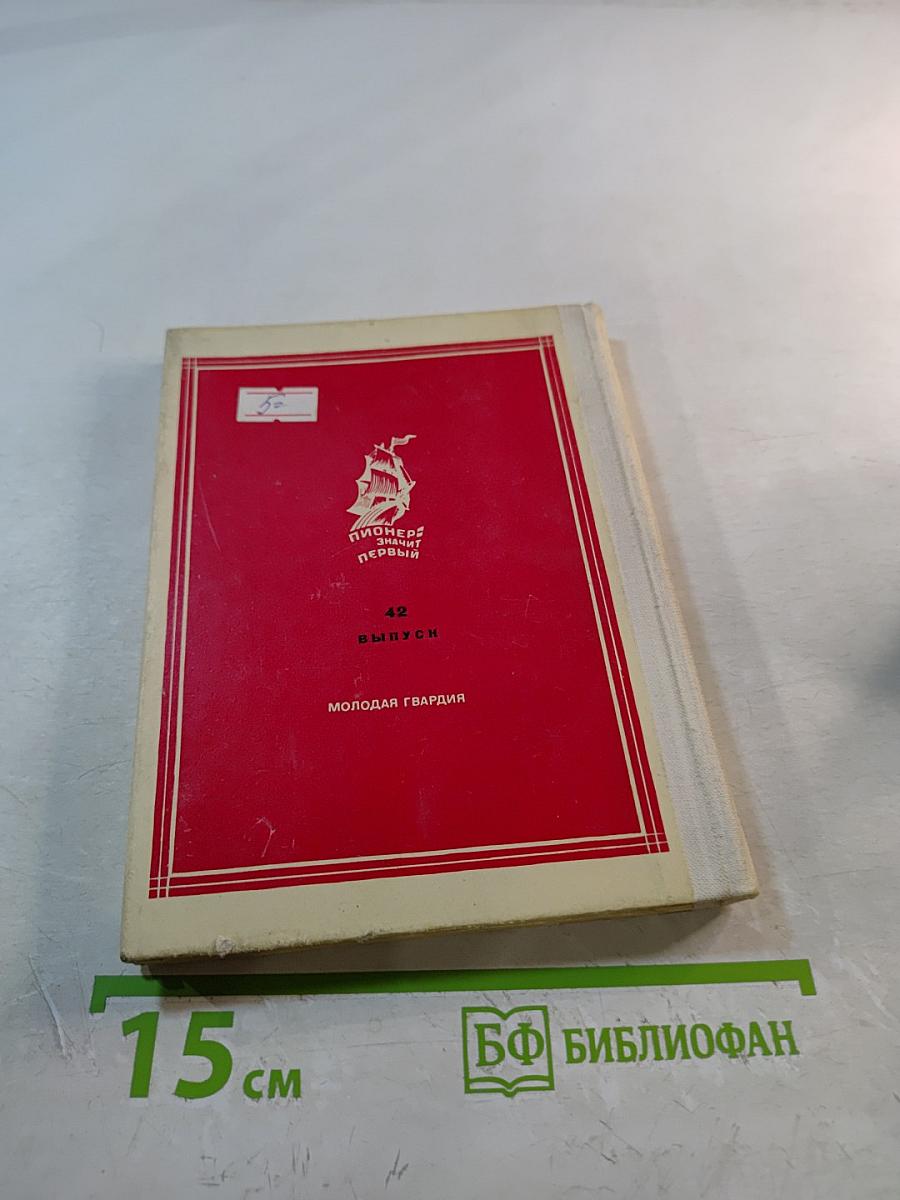 5=
ПИОНЕР-
ЗНАЧИТ
ПЕРВЫЙ
42
ВЫПУСК
МОЛОДАЯ ГВАРДИЯ
15 см
БФ БИБЛИОФАН